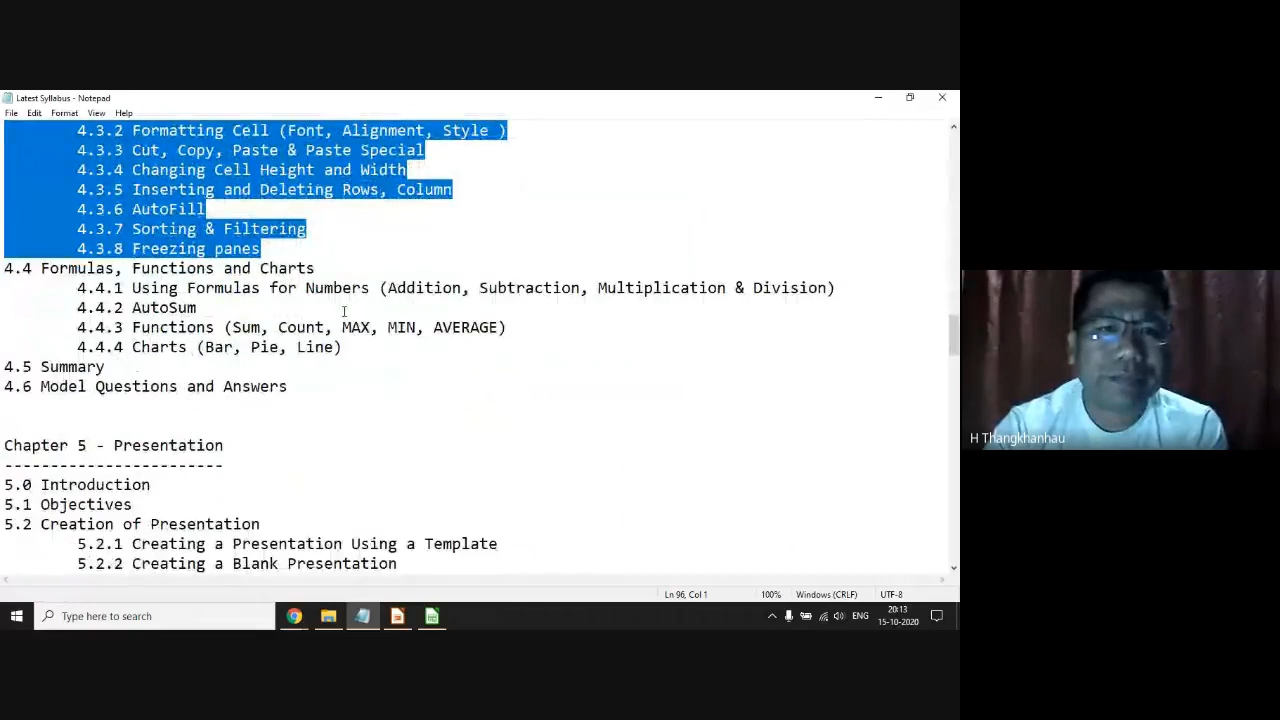 Latest Syllabus - Notepad
File Edit Format View Help
4.3.2 Formatting Cell (Font, Alignment, Style )
4.3.3 Cut, Copy, Paste & Paste Special
4.3.4 Changing Cell Height and Width
4.3.5 Inserting and Deleting Rows, Column
4.3.6 AutoFill
4.3.7 Sorting & Filtering
4.3.8 Freezing panes
4.4 Formulas, Functions and Charts
4.4.1 Using Formulas for Numbers (Addition, Subtraction, Multiplication & Division)
4.4.2 AutoSum
4.4.3 Functions (Sum, Count, MAX, MIN, AVERAGE)
4.4.4 Charts (Bar, Pie, Line)
4.5 Summary
4.6 Model Questions and Answers
Chapter 5 - Presentation
------------------------
5.0 Introduction
5.1 Objectives
5.2 Creation of Presentation
5.2.1 Creating a Presentation Using a Template
5.2.2 Creating a Blank Presentation
Ln 96, Col 1 100% Windows (CRLF) UTF-8
Type here to search
ENG
20:13
15-10-2020
H Thangkhanhau